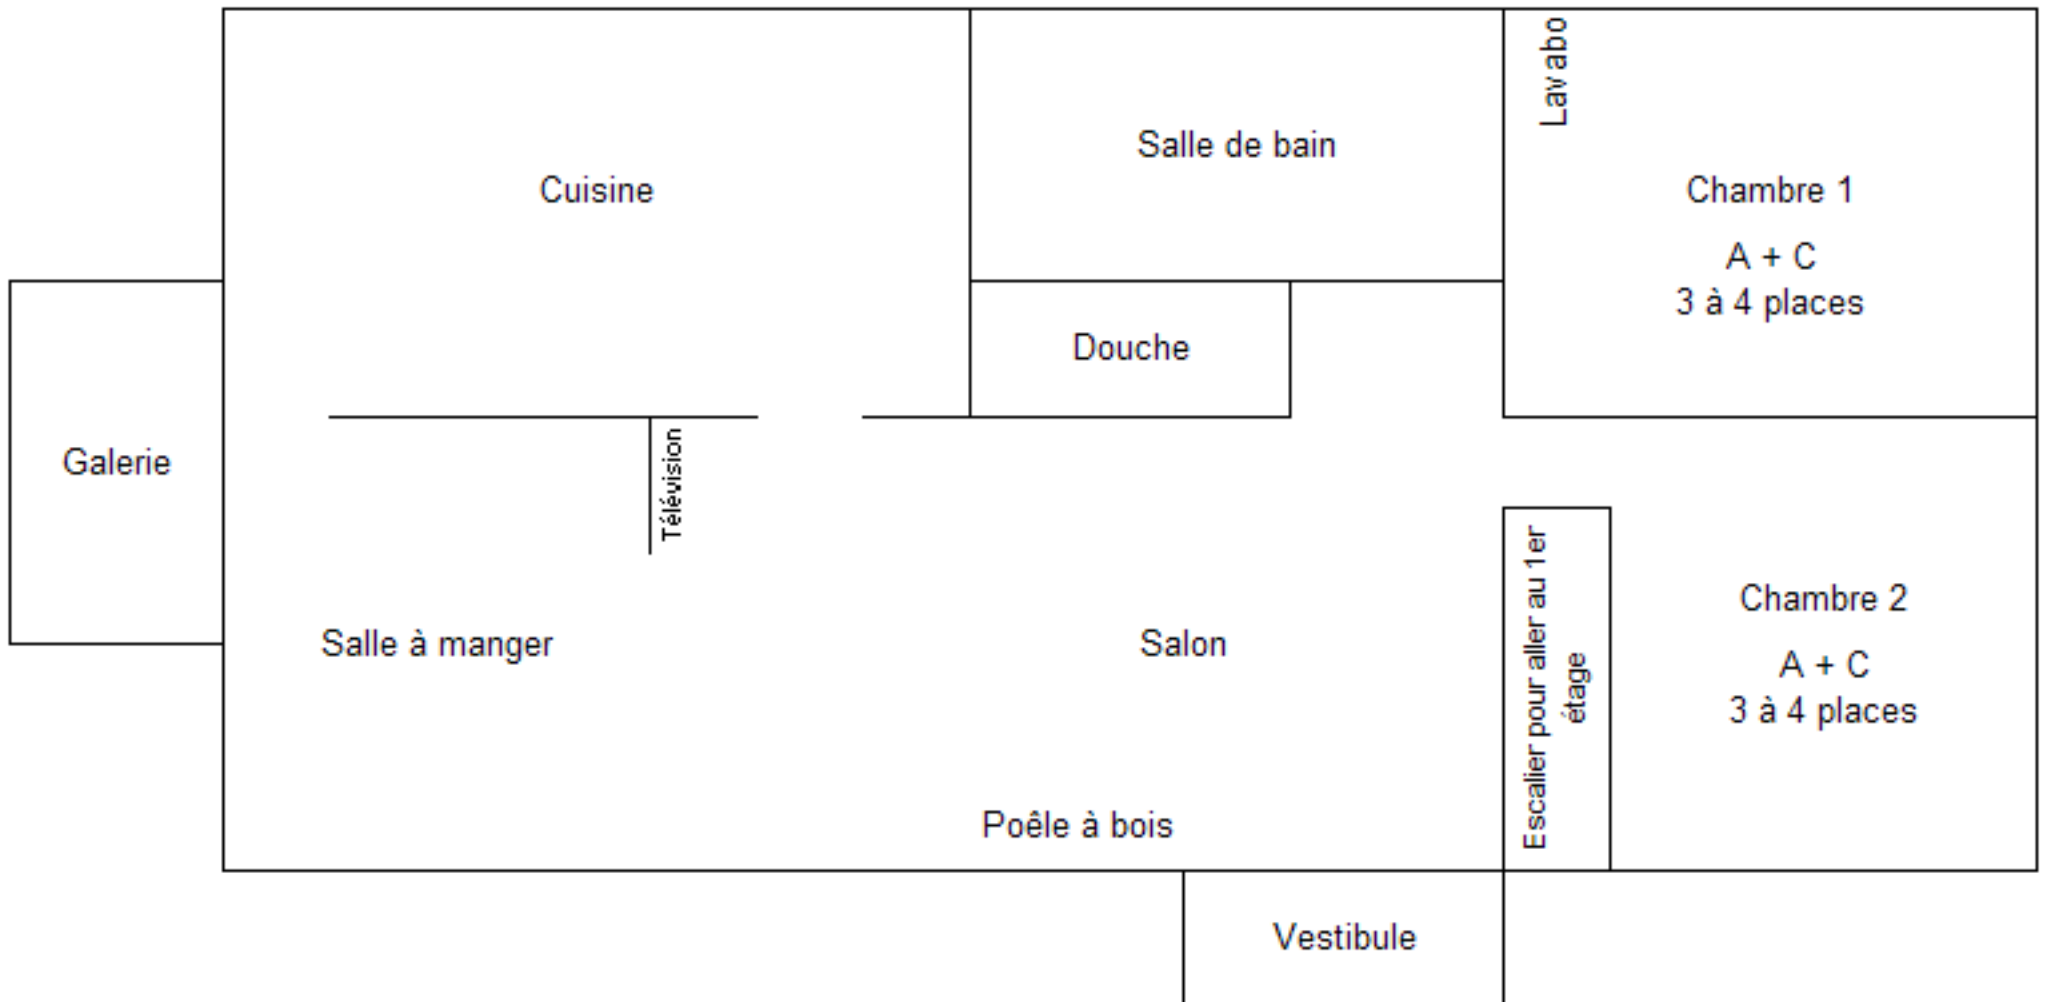 Lavabo
Salle de bain
Cuisine
Chambre 1
A + C
3 à 4 places
Douche
Galerie
Télévision
Escalier pour aller au 1er
étage
Chambre 2
A + C
3 à 4 places
Salle à manger
Salon
Poêle à bois
Vestibule